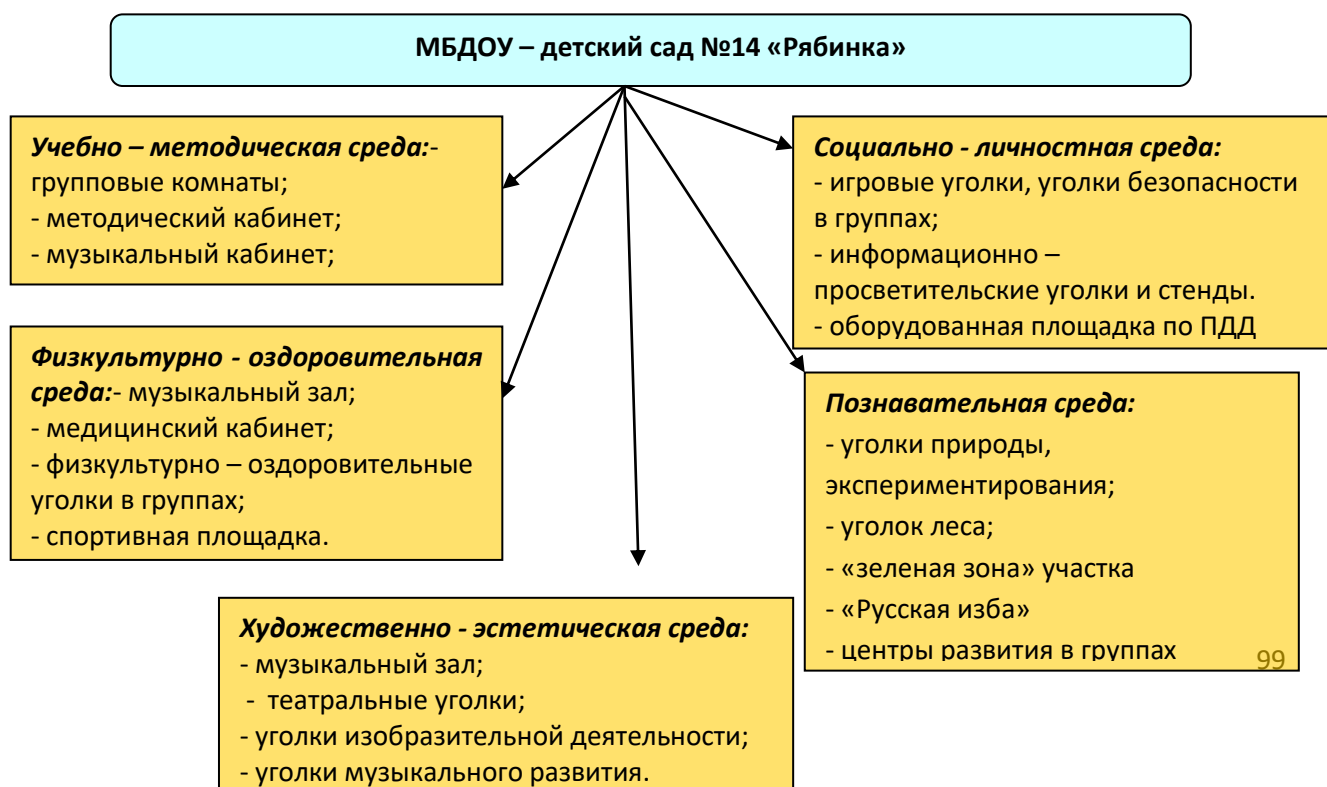 МБДОУ – детский сад №14 «Рябинка»
Учебно – методическая среда:-
групповые комнаты;
- методический кабинет;
- музыкальный кабинет;
Социально - личностная среда:
- игровые уголки, уголки безопасности
в группах;
- информационно –
просветительские уголки и стенды.
- оборудованная площадка по ПДД
Физкультурно - оздоровительная
среда:- музыкальный зал;
- медицинский кабинет;
- физкультурно – оздоровительные
уголки в группах;
- спортивная площадка.
Познавательная среда:
- уголки природы,
экспериментирования;
- уголок леса;
- «зеленая зона» участка
- «Русская изба»
- центры развития в группах
99
Художественно - эстетическая среда:
- музыкальный зал;
- театральные уголки;
- уголки изобразительной деятельности;
- уголки музыкального развития.